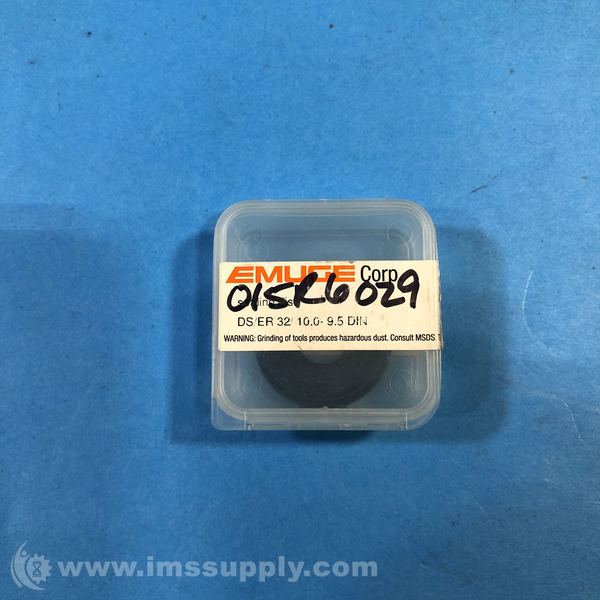 EMUGE Corp
015R6029
DS/ER 32/ 10.0- 9.5 DIN
WARNING: Grinding of tools produces hazardous dust. Consult MSDS
www.imssupply.com